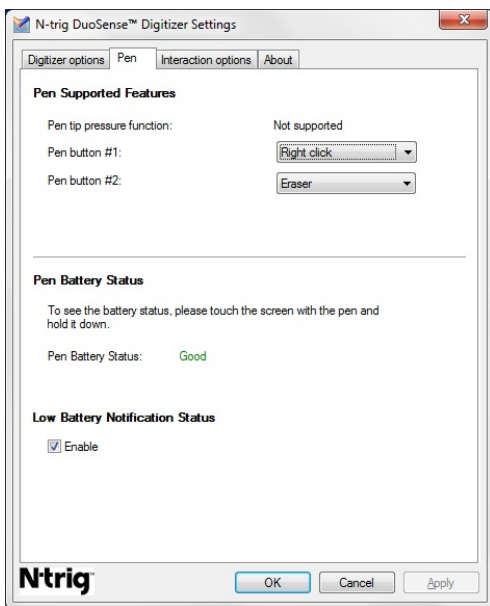 N-trig DuoSense™ Digitizer Settings
Digitizer options Pen Interaction options About
Pen Supported Features
Pen tip pressure function: Not supported
Pen button #1: Right click
Pen button #2: Eraser
Pen Battery Status
To see the battery status, please touch the screen with the pen and
hold it down.
Pen Battery Status: Good
Low Battery Notification Status
Enable
N-trig™
OK Cancel Apply